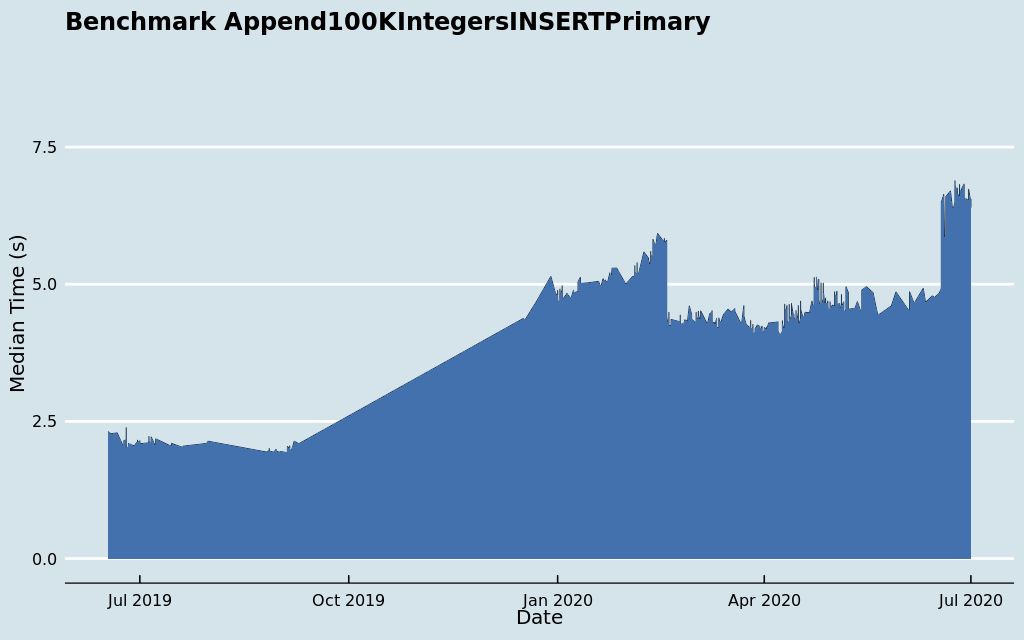 Benchmark Append100KIntegersINSERTPrimary
7.5
5.0
2.5
0.0
Median Time (s)
Jul 2019
Oct 2019
Jan 2020
Apr 2020
Jul 2020
Date